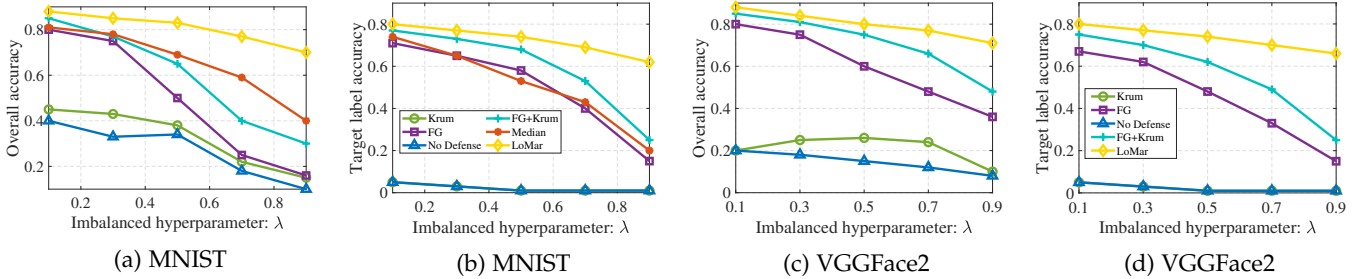 Overall accuracy
0.8
0.6
0.4
0.2
0.2 0.4 0.6 0.8
Imbalanced hyperparameter: λ
(a) MNIST
Target label accuracy
0.8
0.6
0.4
0.2
0
Krum
FG
No Defense
FG+Krum
Median
LoMar
0.2 0.4 0.6 0.8
Imbalanced hyperparameter: λ
(b) MNIST
Overall accuracy
0.8
0.6
0.4
0.2
0
0.1 0.3 0.5 0.7 0.9
Imbalanced hyperparameter: λ
(c) VGGFace2
Target label accuracy
0.8
0.6
0.4
0.2
0
Krum
FG
No Defense
FG+Krum
LoMar
0.1 0.3 0.5 0.7 0.9
Imbalanced hyperparameter: λ
(d) VGGFace2